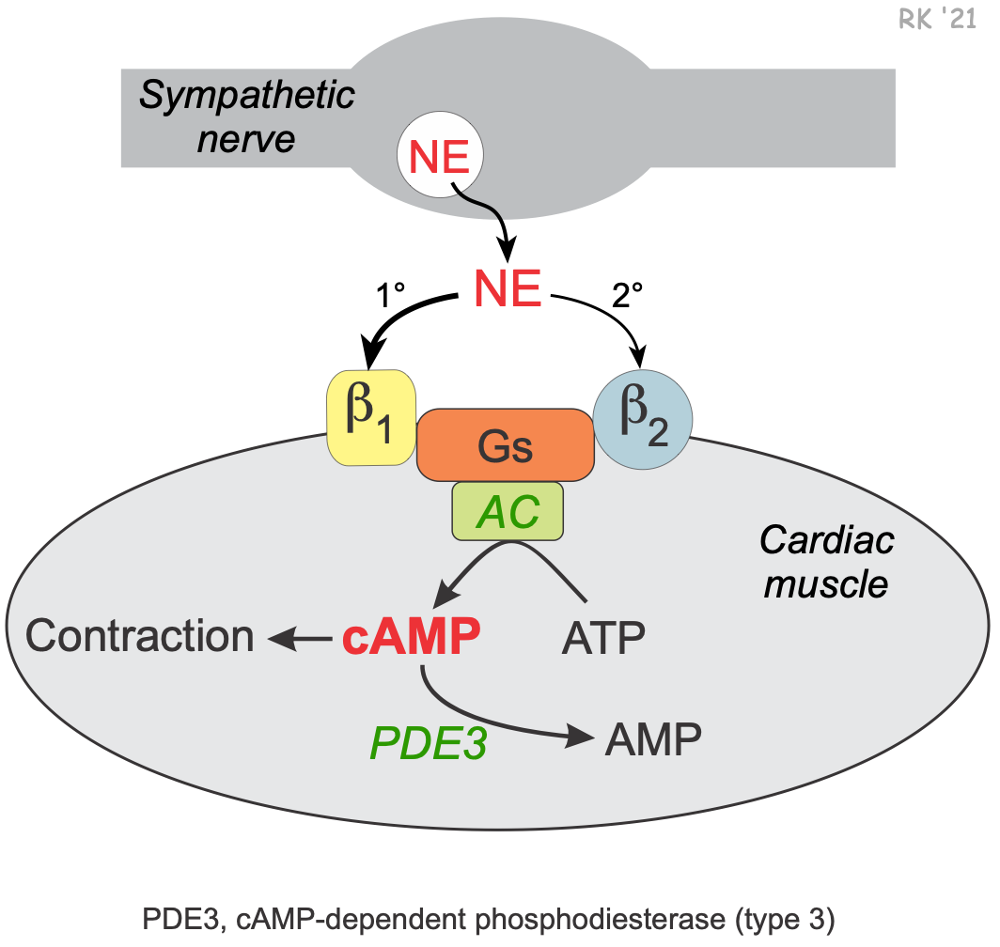 RK '21
Sympathetic
nerve
NE
NE
1°
2°
β1
β2
Gs
AC
Cardiac
muscle
Contraction
cAMP
ATP
PDE3
AMP
PDE3, cAMP-dependent phosphodiesterase (type 3)